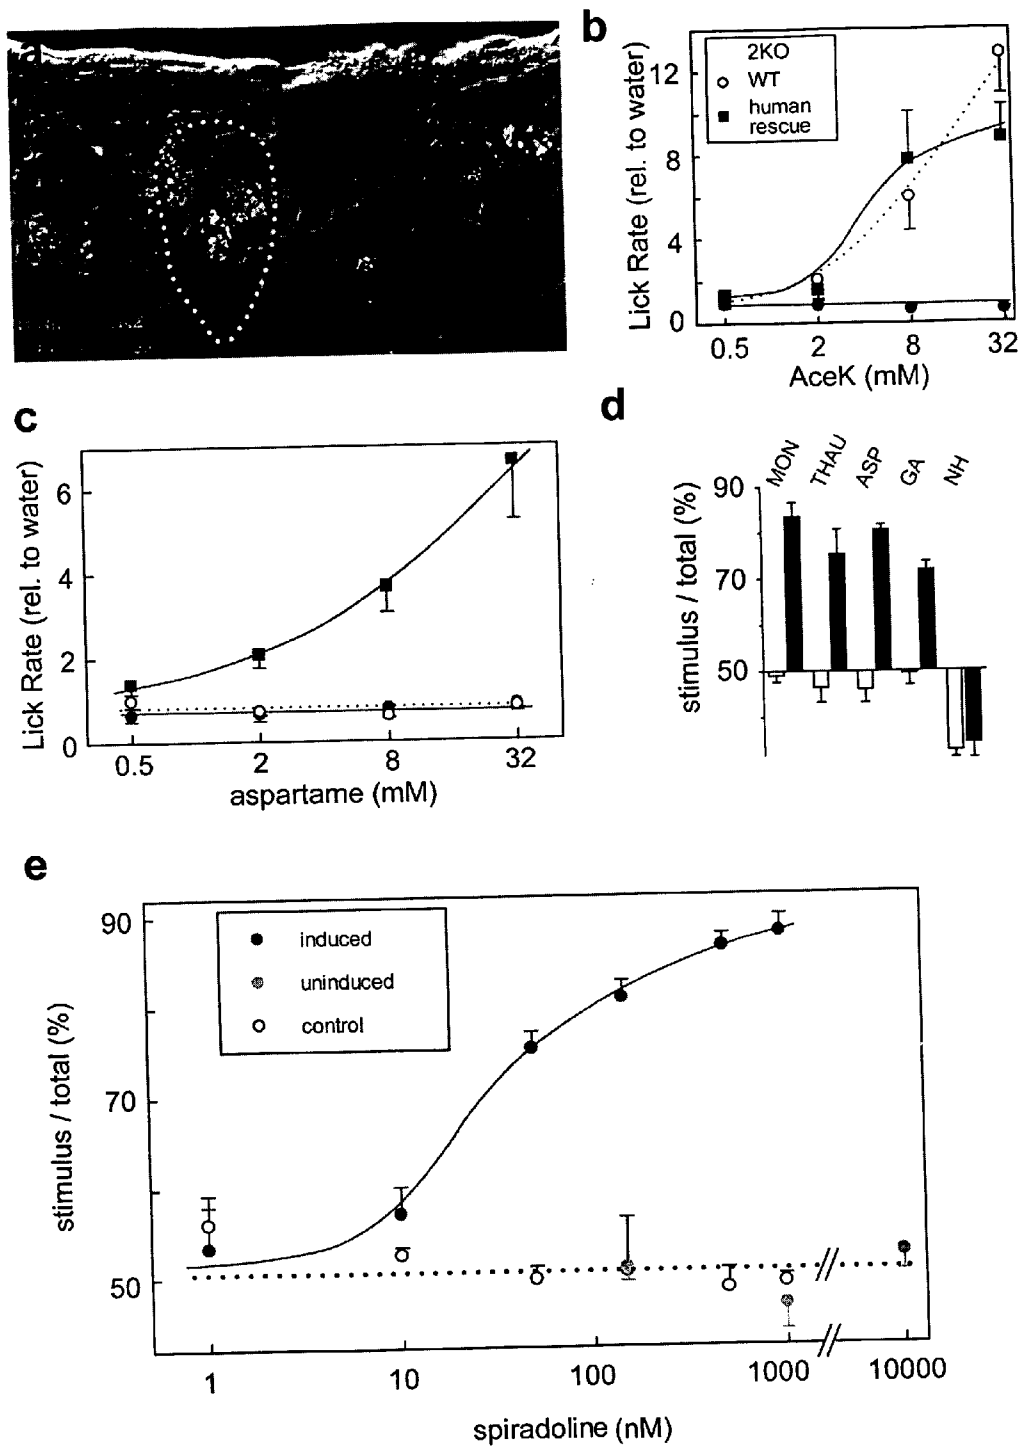 a
b
Lick Rate (rel. to water)
12
8
4
0
2KO
WT
human
rescue
0.5 2 8 32
AceK (mM)
c
Lick Rate (rel. to water)
6
4
2
0
0.5 2 8 32
aspartame (mM)
d
stimulus / total (%)
90
70
50
MON THAU ASP GA NH
e
stimulus / total (%)
90
70
50
induced
uninduced
control
1 10 100 1000 10000
spiradoline (nM)